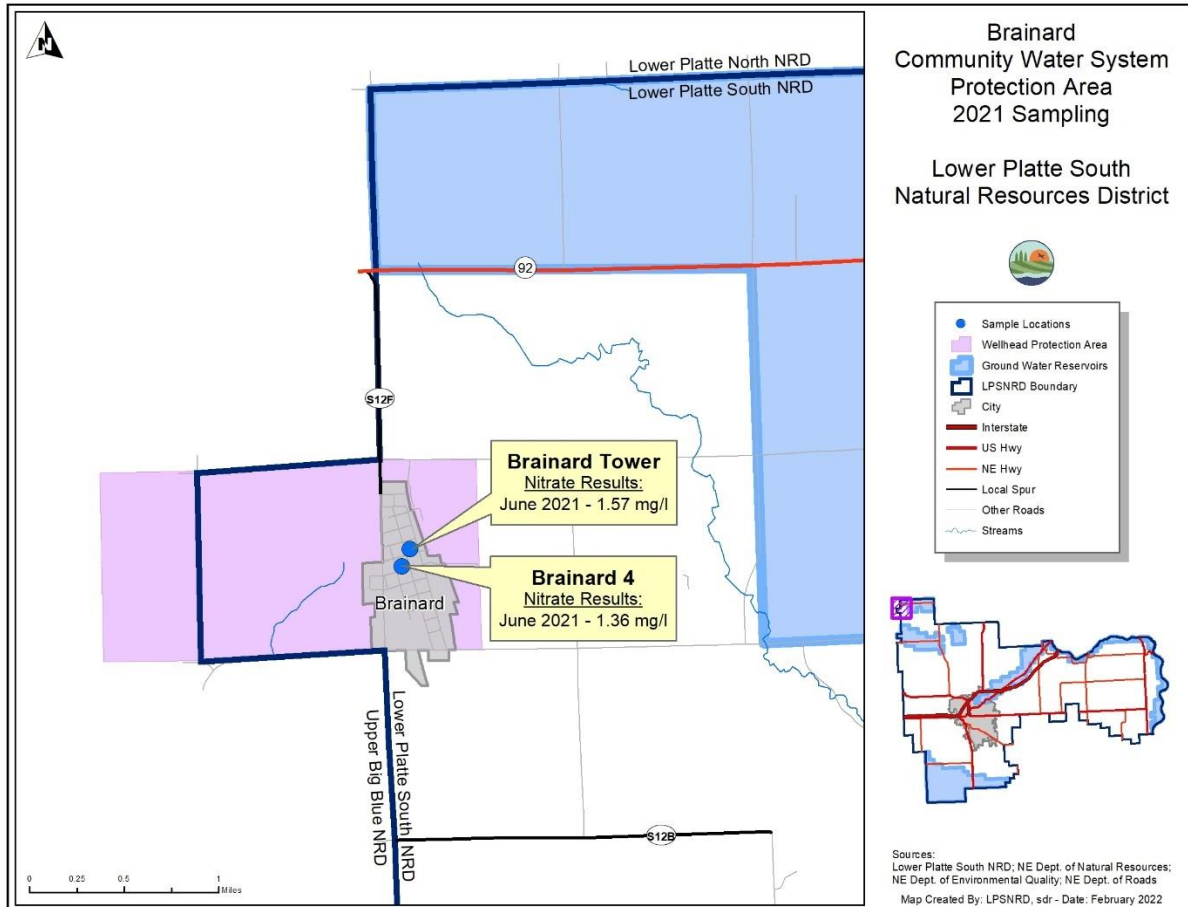 N
Lower Platte North NRD
Lower Platte South NRD
92
S12F
Brainard Tower
Nitrate Results:
June 2021 - 1.57 mg/l
Brainard 4
Nitrate Results:
June 2021 - 1.36 mg/l
Brainard
Lower Platte South NRD
Upper Big Blue NRD
S12B
0 0.25 0.5 1
Miles
Brainard
Community Water System
Protection Area
2021 Sampling
Lower Platte South
Natural Resources District
Sample Locations
Wellhead Protection Area
Ground Water Reservoirs
LPSNRD Boundary
City
Interstate
US Hwy
NE Hwy
Local Spur
Other Roads
Streams
Sources:
Lower Platte South NRD; NE Dept. of Natural Resources;
NE Dept. of Environmental Quality; NE Dept. of Roads
Map Created By: LPSNRD, sdr - Date: February 2022